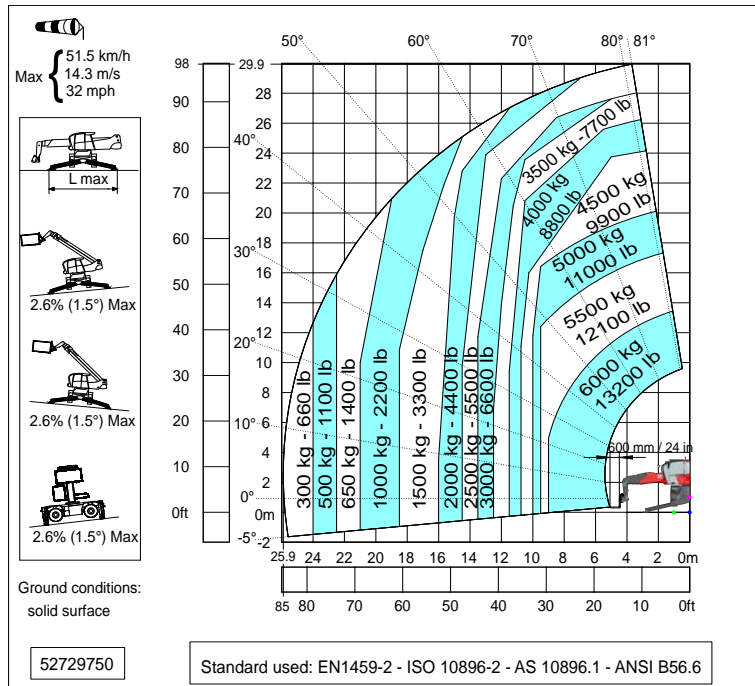 51.5 km/h
Max { 14.3 m/s
32 mph
L max
2.6% (1.5°) Max
2.6% (1.5°) Max
2.6% (1.5°) Max
Ground conditions:
solid surface
52729750
50° 60° 70° 80° 81°
40°
30°
20°
10°
0°
-5°
98
90
80
70
60
50
40
30
20
10
0ft
29.9
28
26
24
22
20
18
16
14
12
10
8
6
4
2
0m
-2
300 kg - 660 lb
500 kg - 1100 lb
650 kg - 1400 lb
1000 kg - 2200 lb
1500 kg - 3300 lb
2000 kg - 4400 lb
2500 kg - 5500 lb
3000 kg - 6600 lb
3500 kg -7700 lb
4000 kg
8800 lb
4500 kg
9900 lb
5000 kg
11000 lb
5500 kg
12100 lb
6000 kg
13200 lb
600 mm / 24 in
25.9 24 22 20 18 16 14 12 10 8 6 4 2 0m
85 80 70 60 50 40 30 20 10 0ft
Standard used: EN1459-2 - ISO 10896-2 - AS 10896.1 - ANSI B56.6